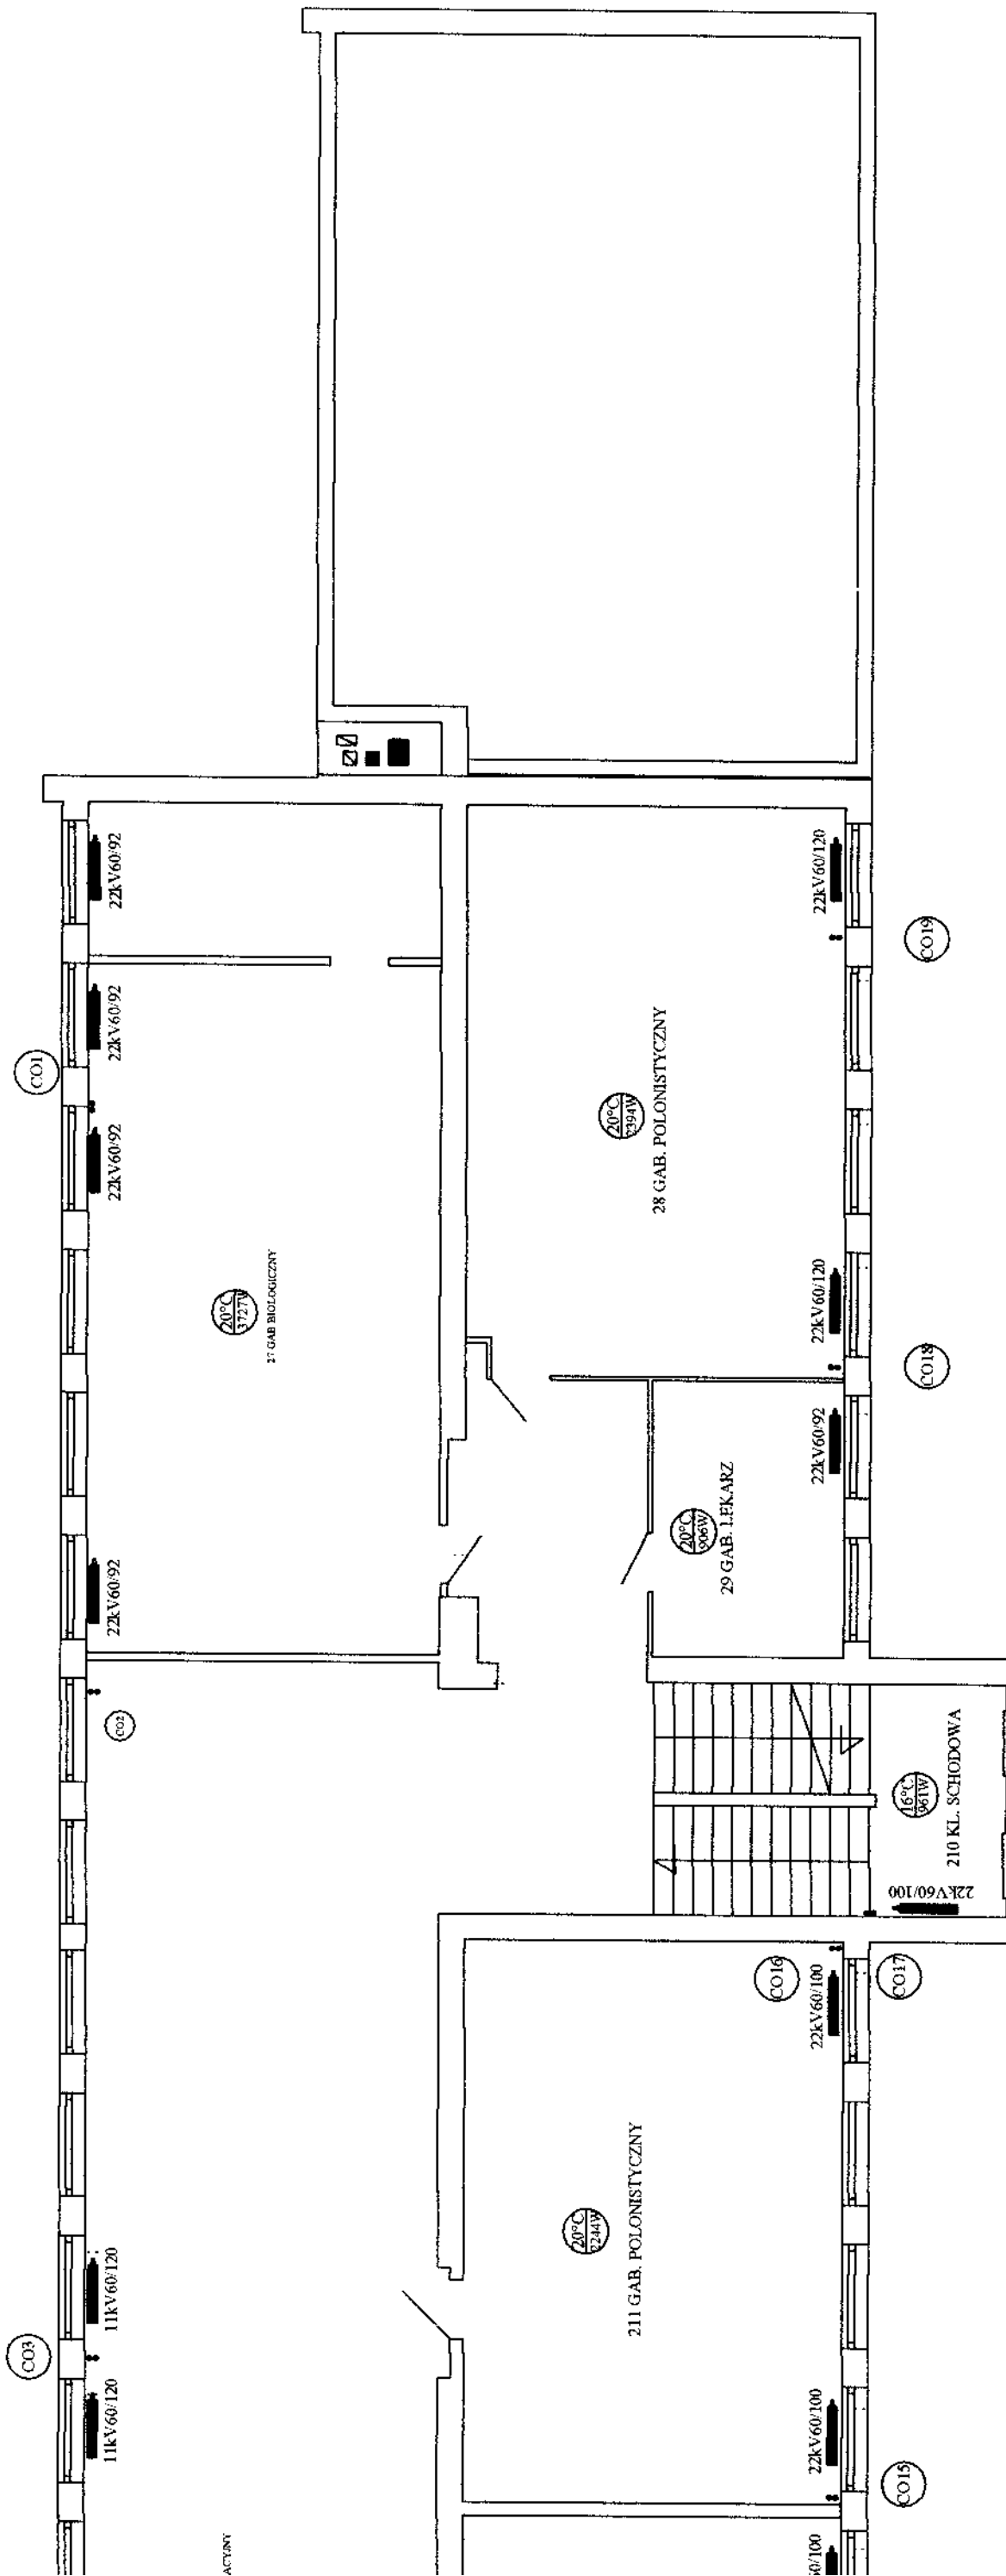 22kV60/92
22kV60/120
CO19
22kV60/92
CO1
22kV60/92
20°C
2394W
28 GAB. POLONISTYCZNY
20°C
3727W
27 GAB BIOLOGICZNY
22kV60/120
CO18
22kV60/92
20°C
906W
29 GAB. LEKARZ
22kV60/92
CO2
16°C
961W
210 KL. SCHODOWA
22kV60/100
CO16
CO17
22kV60/100
20°C
2244W
211 GAB. POLONISTYCZNY
11kV60/120
CO3
11kV60/120
22kV60/100
CO15
ACYJNY
60/100